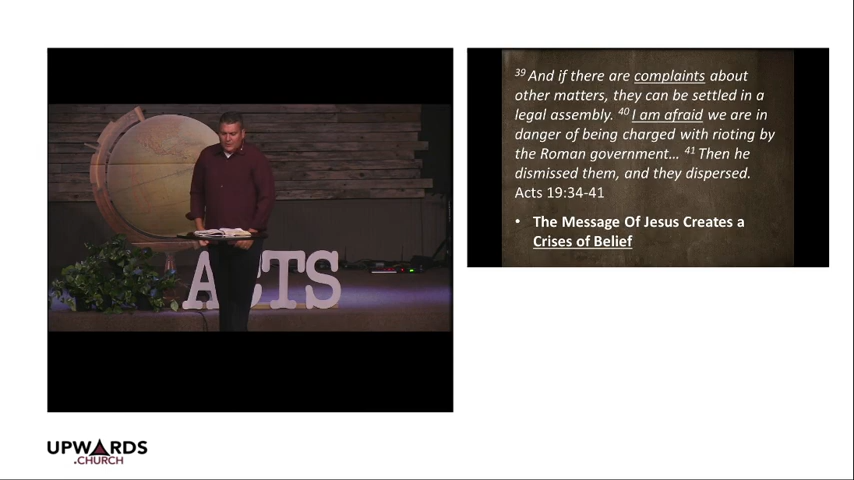 ACTS
39 And if there are complaints about
other matters, they can be settled in a
legal assembly. 40 I am afraid we are in
danger of being charged with rioting by
the Roman government... 41 Then he
dismissed them, and they dispersed.
Acts 19:34-41
• The Message Of Jesus Creates a
Crises of Belief
UPWARDS
.CHURCH